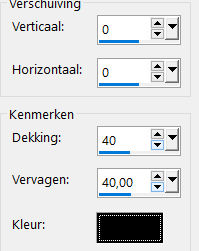 Verschuiving
Verticaal: 0
Horizontaal: 0
Kenmerken
Dekking: 40
Vervagen: 40,00
Kleur: